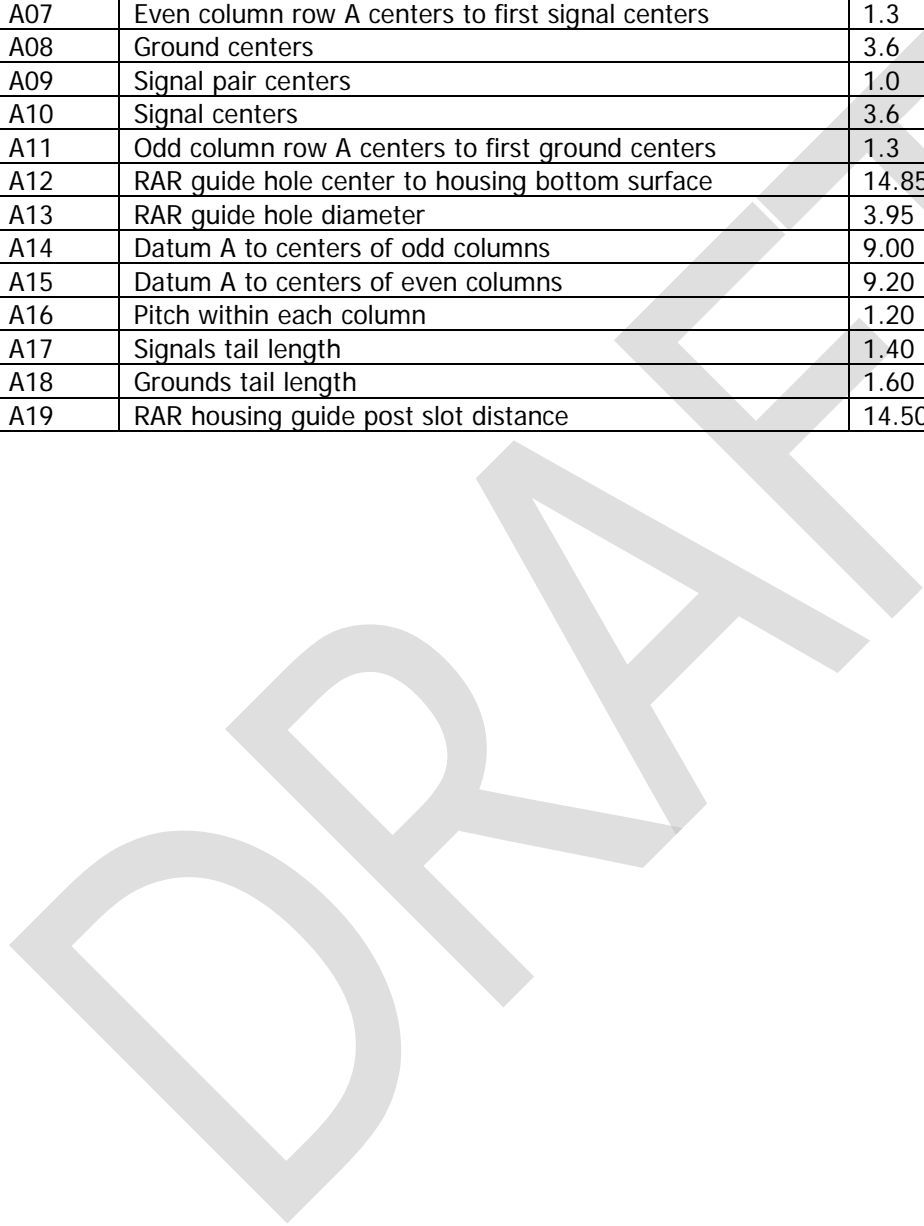 A07 Even column row A centers to first signal centers 1.3
A08 Ground centers 3.6
A09 Signal pair centers 1.0
A10 Signal centers 3.6
A11 Odd column row A centers to first ground centers 1.3
A12 RAR guide hole center to housing bottom surface 14.85
A13 RAR guide hole diameter 3.95
A14 Datum A to centers of odd columns 9.00
A15 Datum A to centers of even columns 9.20
A16 Pitch within each column 1.20
A17 Signals tail length 1.40
A18 Grounds tail length 1.60
A19 RAR housing guide post slot distance 14.50
DRAFT